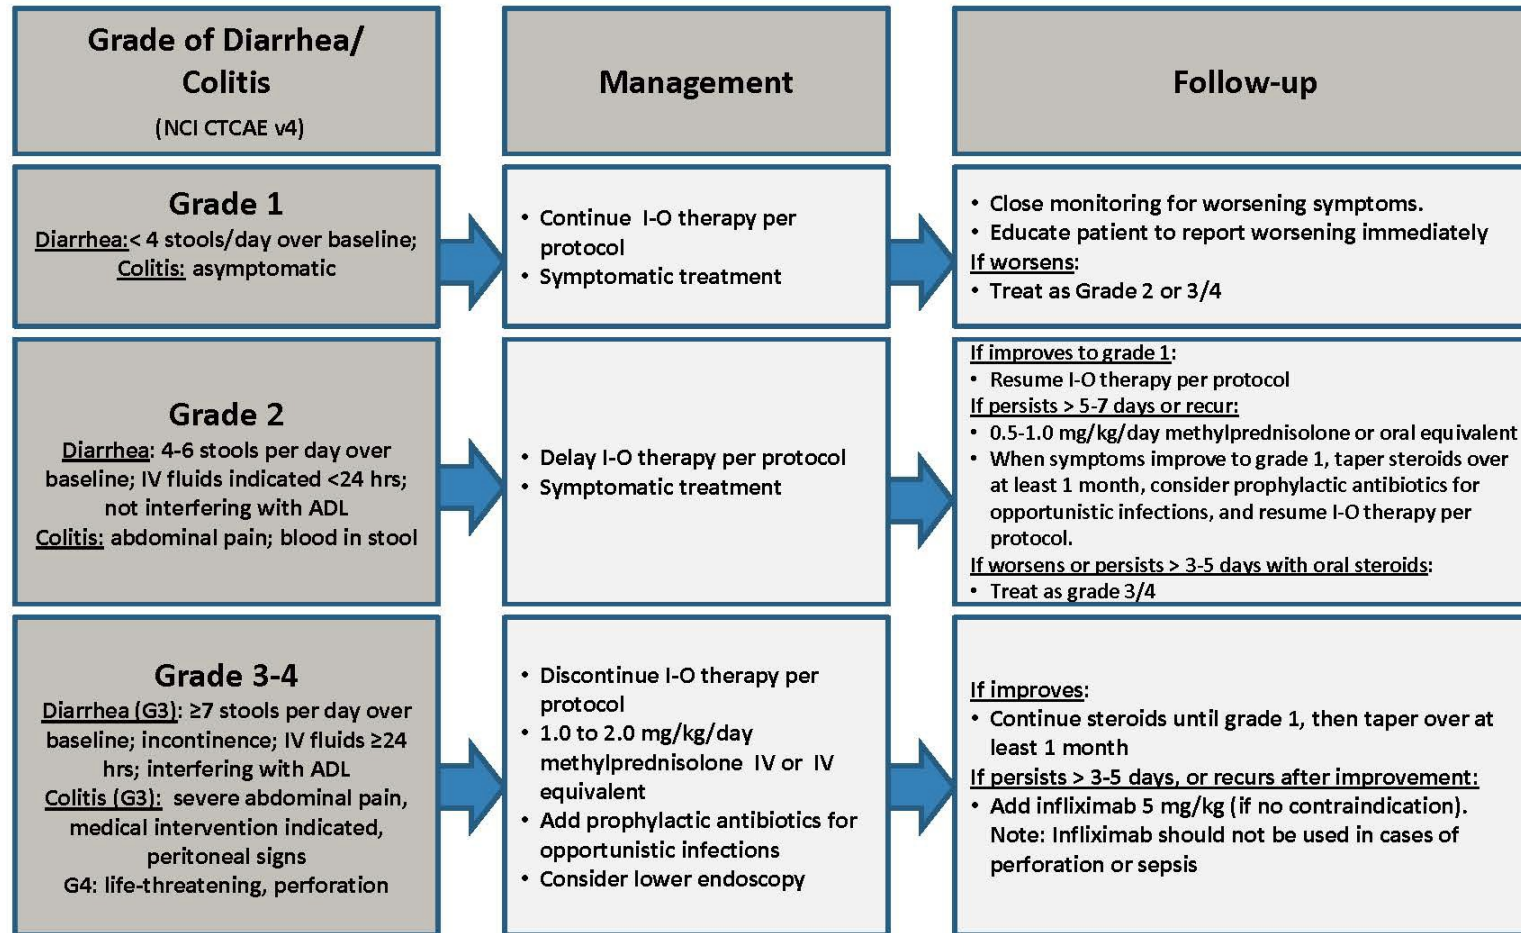 Grade of Diarrhea/
Colitis
(NCI CTCAE v4)
Management
Follow-up
Grade 1
Diarrhea:< 4 stools/day over baseline;
Colitis: asymptomatic
• Continue I-O therapy per
protocol
• Symptomatic treatment
• Close monitoring for worsening symptoms.
• Educate patient to report worsening immediately
If worsens:
• Treat as Grade 2 or 3/4
Grade 2
Diarrhea: 4-6 stools per day over
baseline; IV fluids indicated <24 hrs;
not interfering with ADL
Colitis: abdominal pain; blood in stool
• Delay I-O therapy per protocol
• Symptomatic treatment
If improves to grade 1:
• Resume I-O therapy per protocol
If persists > 5-7 days or recur:
• 0.5-1.0 mg/kg/day methylprednisolone or oral equivalent
• When symptoms improve to grade 1, taper steroids over
at least 1 month, consider prophylactic antibiotics for
opportunistic infections, and resume I-O therapy per
protocol.
If worsens or persists > 3-5 days with oral steroids:
• Treat as grade 3/4
Grade 3-4
Diarrhea (G3): ≥7 stools per day over
baseline; incontinence; IV fluids ≥24
hrs; interfering with ADL
Colitis (G3): severe abdominal pain,
medical intervention indicated,
peritoneal signs
G4: life-threatening, perforation
• Discontinue I-O therapy per
protocol
• 1.0 to 2.0 mg/kg/day
methylprednisolone IV or IV
equivalent
• Add prophylactic antibiotics for
opportunistic infections
• Consider lower endoscopy
If improves:
• Continue steroids until grade 1, then taper over at
least 1 month
If persists > 3-5 days, or recurs after improvement:
• Add infliximab 5 mg/kg (if no contraindication).
Note: Infliximab should not be used in cases of
perforation or sepsis